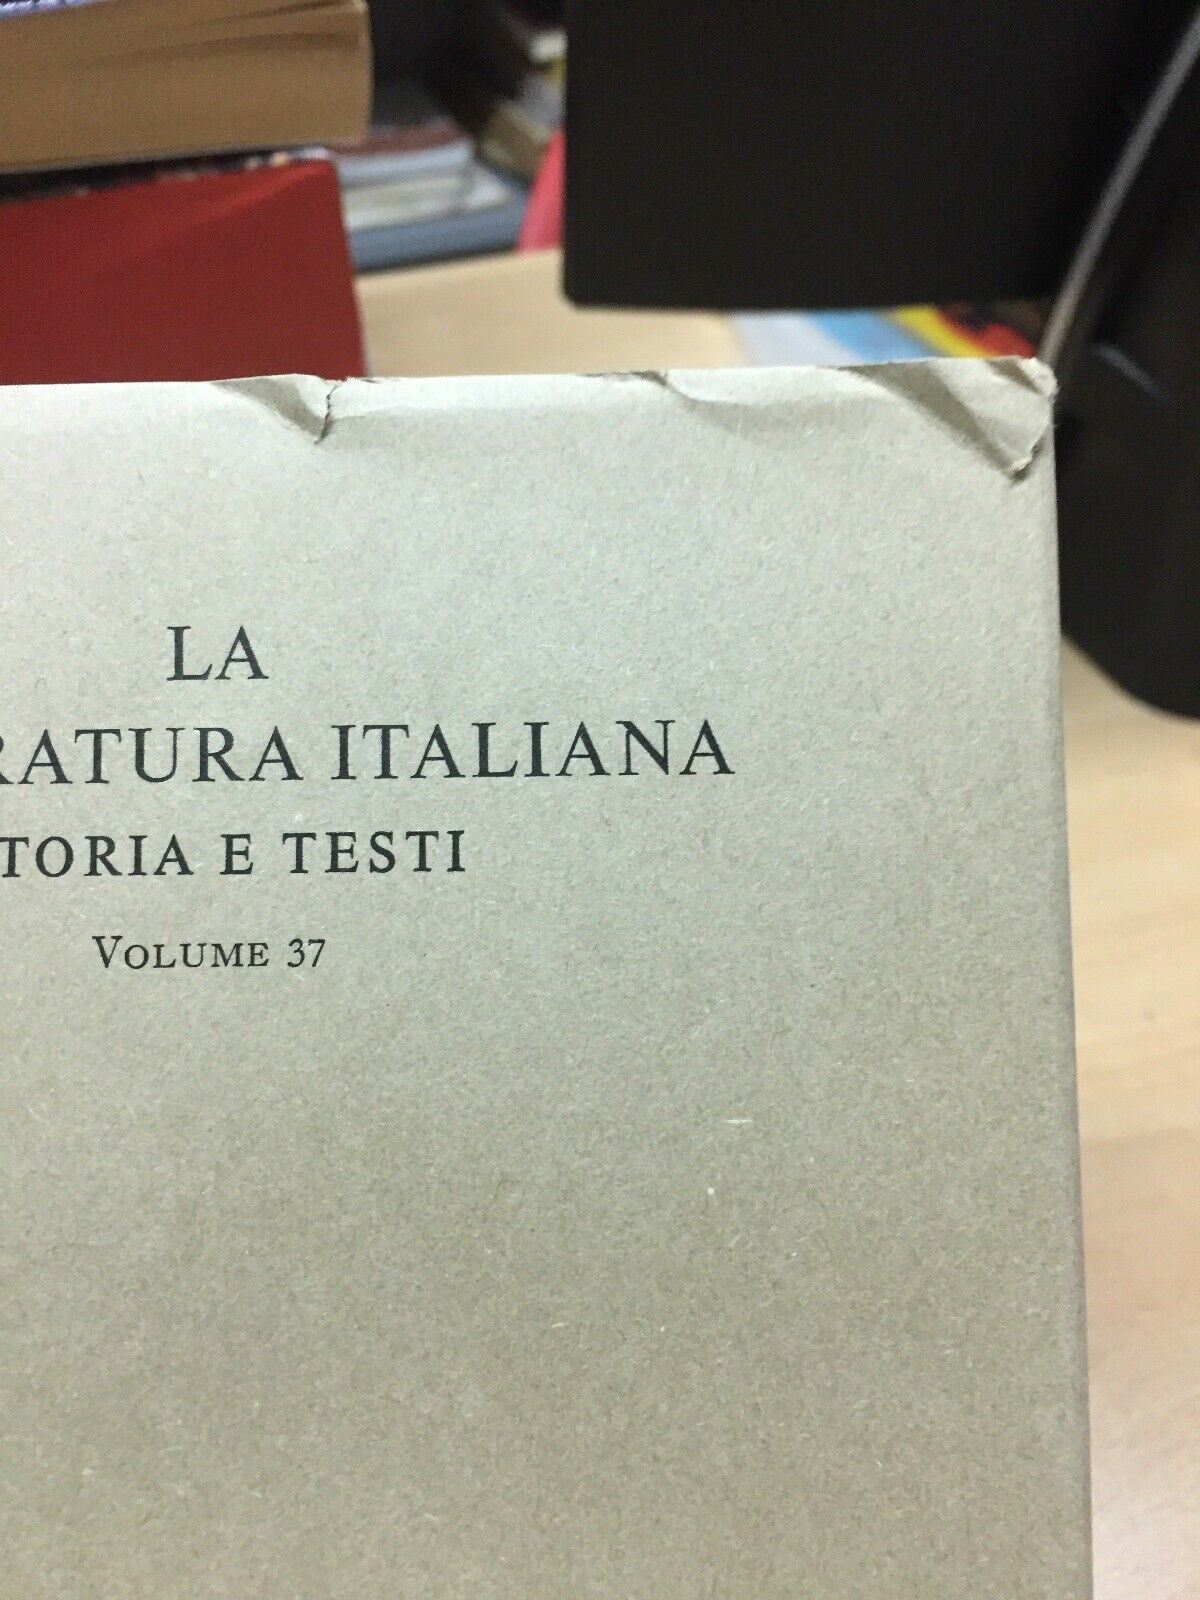 LA
RATURA ITALIANA
TORIA E TESTI
VOLUME 37